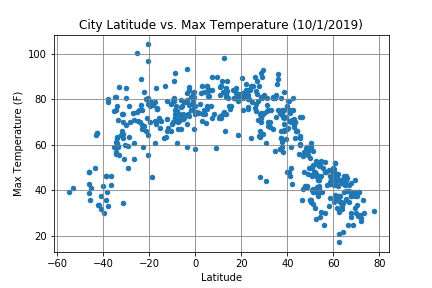 City Latitude vs. Max Temperature (10/1/2019)
100
80
60
40
20
Max Temperature (F)
−60 −40 −20 0 20 40 60 80
Latitude